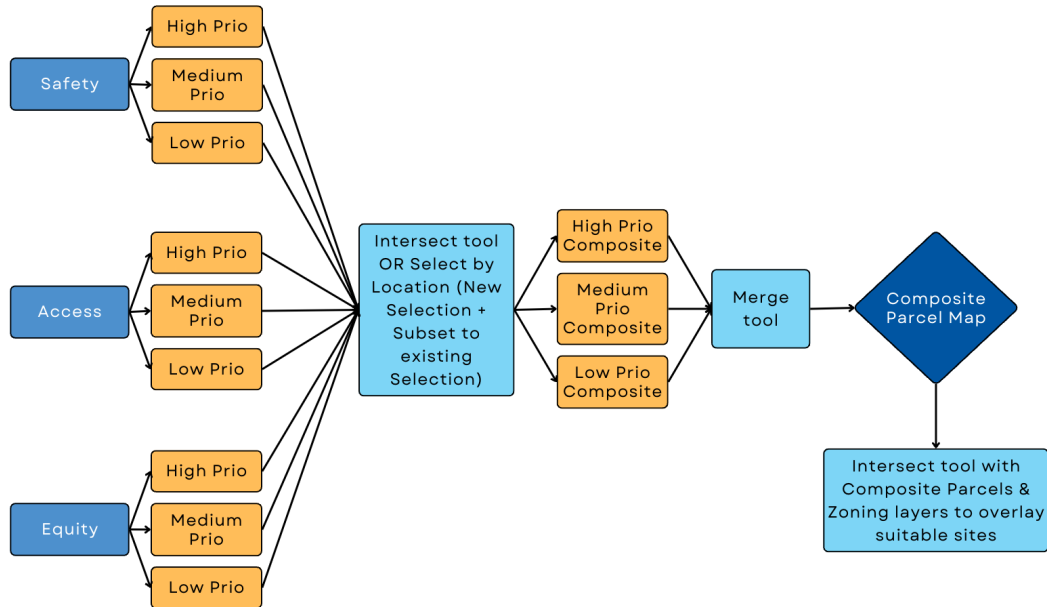 High Prio
Safety
Medium
Prio
Low Prio
High Prio
Access
Medium
Prio
Low Prio
High Prio
Equity
Medium
Prio
Low Prio
Intersect tool
OR Select by
Location (New
Selection +
Subset to
existing
Selection)
High Prio
Composite
Medium
Prio
Composite
Low Prio
Composite
Merge
tool
Composite
Parcel Map
Intersect tool with
Composite Parcels &
Zoning layers to overlay
suitable sites